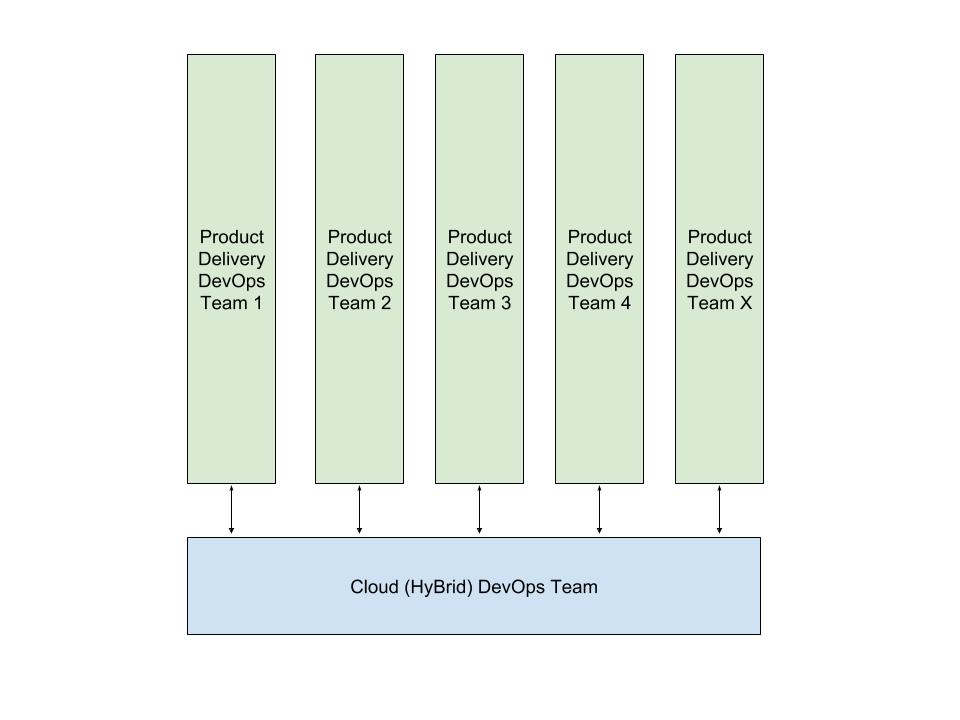 Product
Delivery
DevOps
Team 1
Product
Delivery
DevOps
Team 2
Product
Delivery
DevOps
Team 3
Product
Delivery
DevOps
Team 4
Product
Delivery
DevOps
Team X
Cloud (HyBrid) DevOps Team